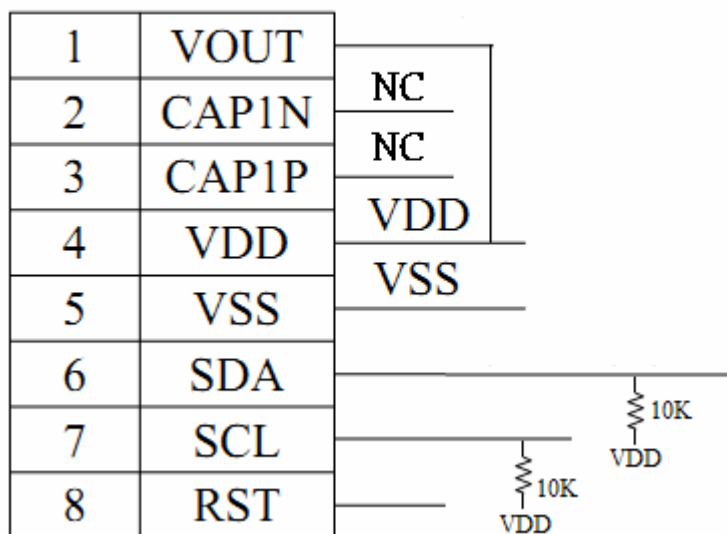 1 VOUT
2 CAP1N NC
3 CAP1P NC
4 VDD VDD
5 VSS VSS
6 SDA
10K
VDD
7 SCL
10K
VDD
8 RST